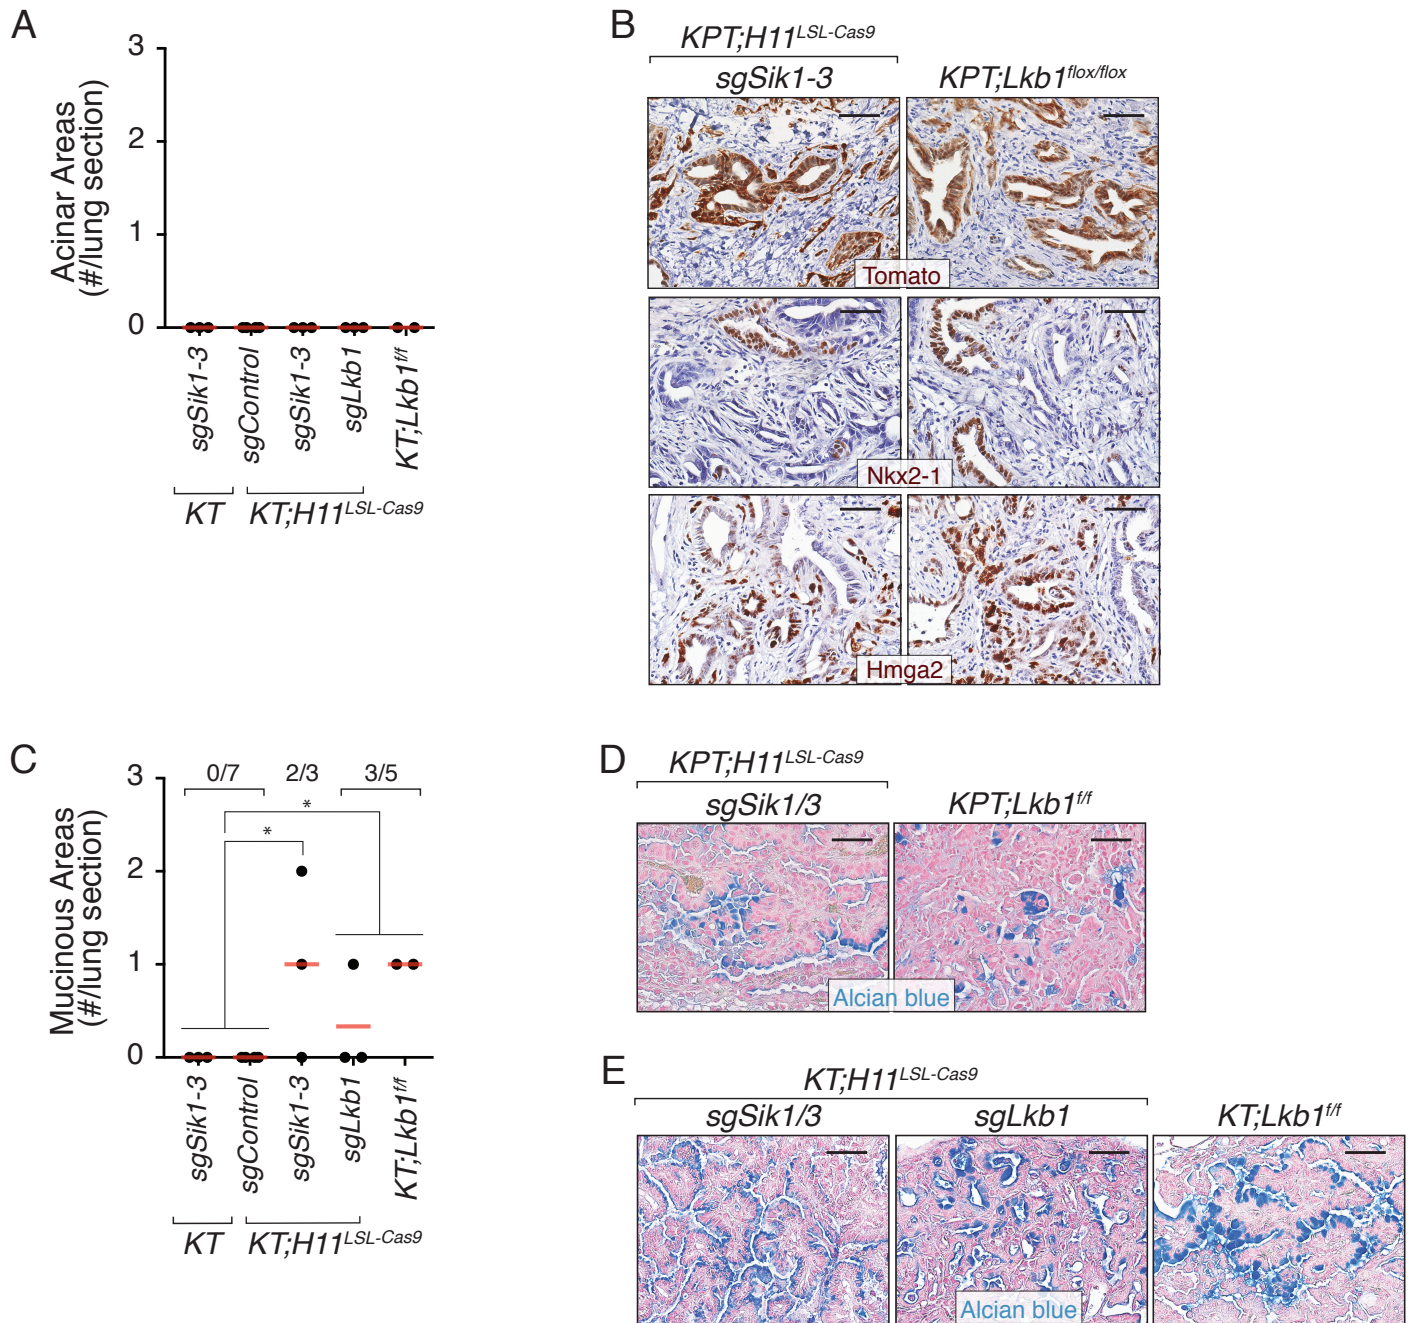 A
3
2
1
0
Acinar Areas
(#/lung section)
sgSik1-3
sgControl
sgSik1-3
sgLkb1
KT;Lkb1f/f
KT
KT;H11LSL-Cas9
B
KPT;H11LSL-Cas9
sgSik1-3
KPT;Lkb1flox/flox
Tomato
Nkx2-1
Hmga2
C
3
2
1
0
Mucinous Areas
(#/lung section)
0/7
2/3
3/5
*
*
sgSik1-3
sgControl
sgSik1-3
sgLkb1
KT;Lkb1f/f
KT
KT;H11LSL-Cas9
D
KPT;H11LSL-Cas9
sgSik1/3
KPT;Lkb1f/f
Alcian blue
E
KT;H11LSL-Cas9
sgSik1/3
sgLkb1
KT;Lkb1f/f
Alcian blue